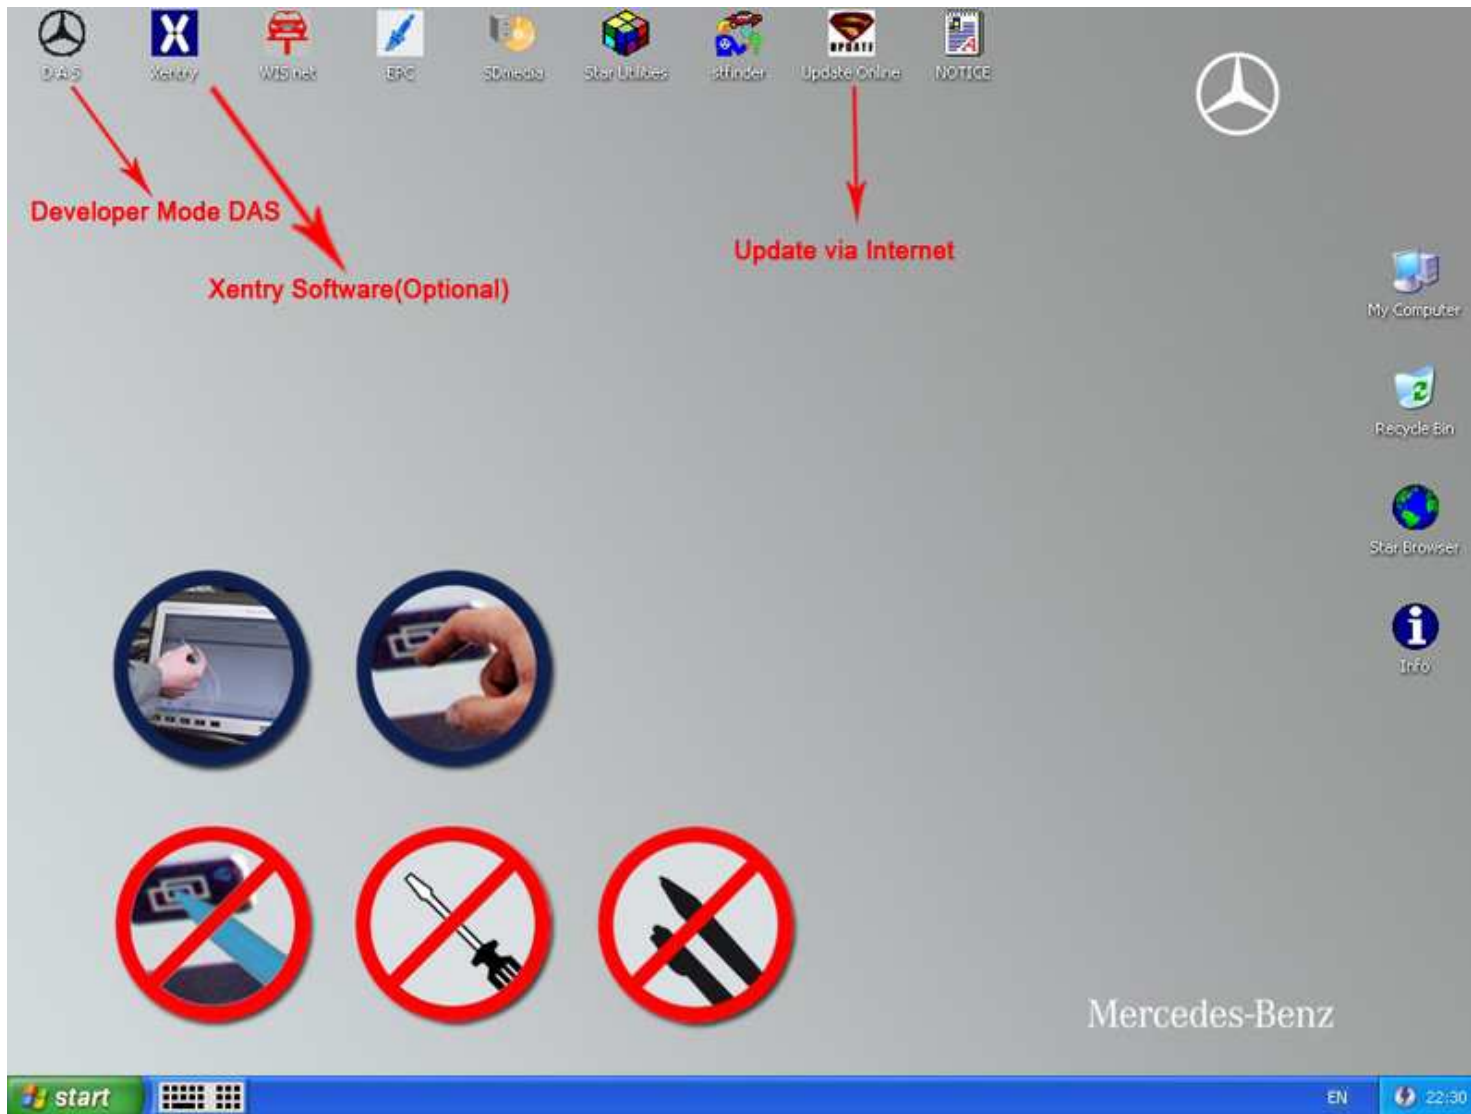 DAS
Xentry
WIS net
EPC
SDmedia
Star Utilities
stfinder
UPDATE
Update Online
NOTICE
Developer Mode DAS
Xentry Software(Optional)
Update via Internet
My Computer
Recycle Bin
Star Browser
Info
Mercedes-Benz
start
EN
22:30